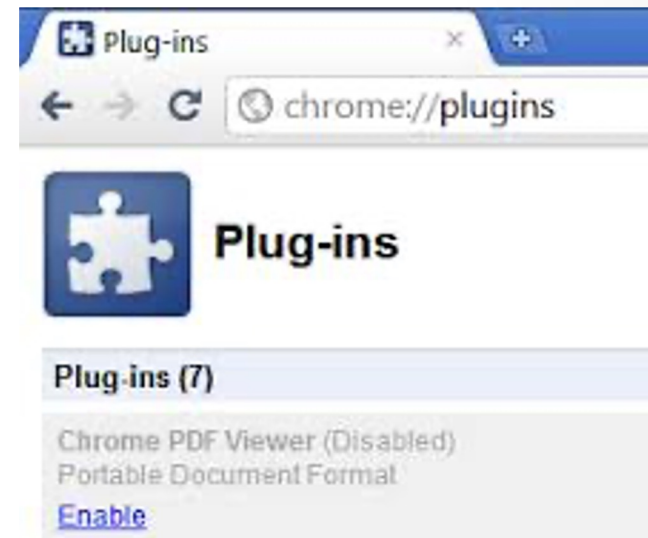 Plug-ins
chrome://plugins
Plug-ins
Plug-ins (7)
Chrome PDF Viewer (Disabled)
Portable Document Format
Enable